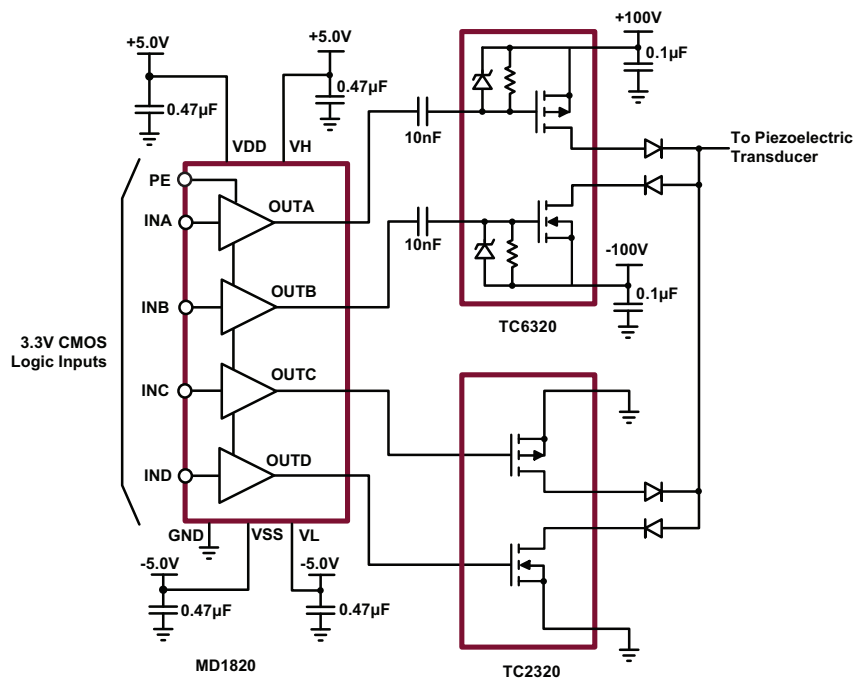 +100V
+5.0V
+5.0V
0.1µF
0.47µF
0.47µF
10nF
VDD
VH
To Piezoelectric
Transducer
PE
OUTA
INA
10nF
-100V
OUTB
0.1µF
INB
TC6320
3.3V CMOS
Logic Inputs
OUTC
INC
OUTD
IND
GND
VSS
VL
-5.0V
-5.0V
0.47µF
0.47µF
MD1820
TC2320